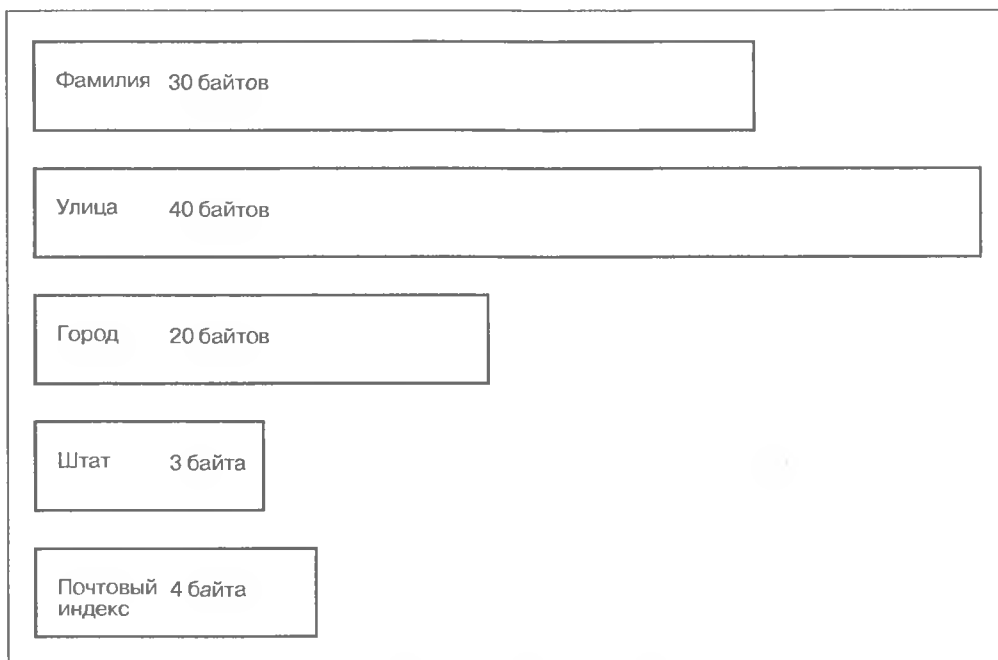 Фамилия 30 байтов
Улица 40 байтов
Город 20 байтов
Штат 3 байта
Почтовый 4 байта
индекс